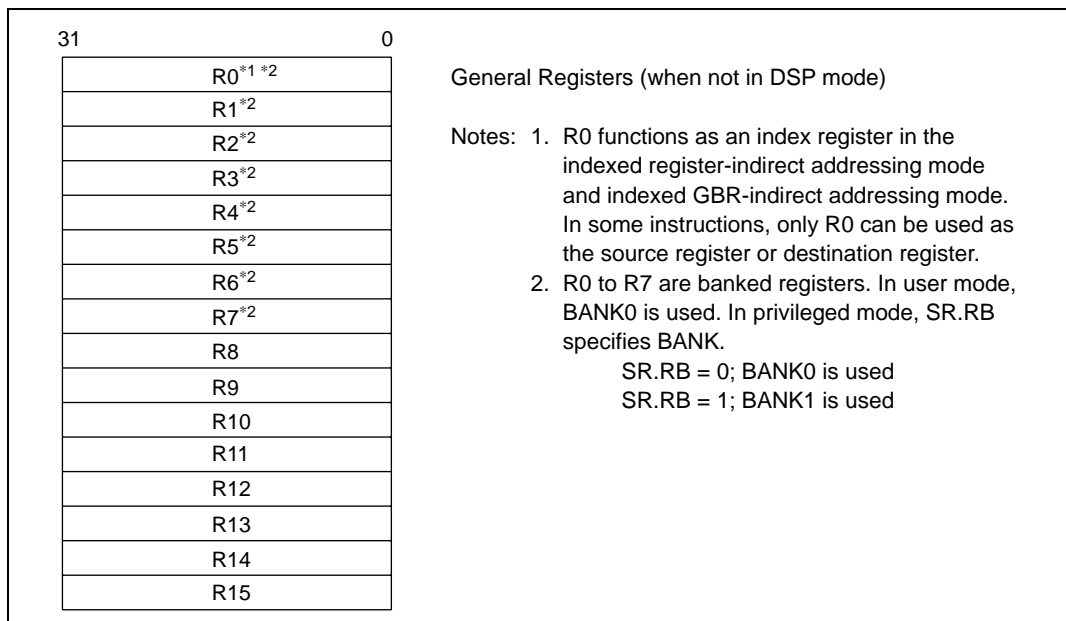 31 0
R0*1 *2
R1*2
R2*2
R3*2
R4*2
R5*2
R6*2
R7*2
R8
R9
R10
R11
R12
R13
R14
R15
General Registers (when not in DSP mode)
Notes: 1. R0 functions as an index register in the
indexed register-indirect addressing mode
and indexed GBR-indirect addressing mode.
In some instructions, only R0 can be used as
the source register or destination register.
2. R0 to R7 are banked registers. In user mode,
BANK0 is used. In privileged mode, SR.RB
specifies BANK.
SR.RB = 0; BANK0 is used
SR.RB = 1; BANK1 is used